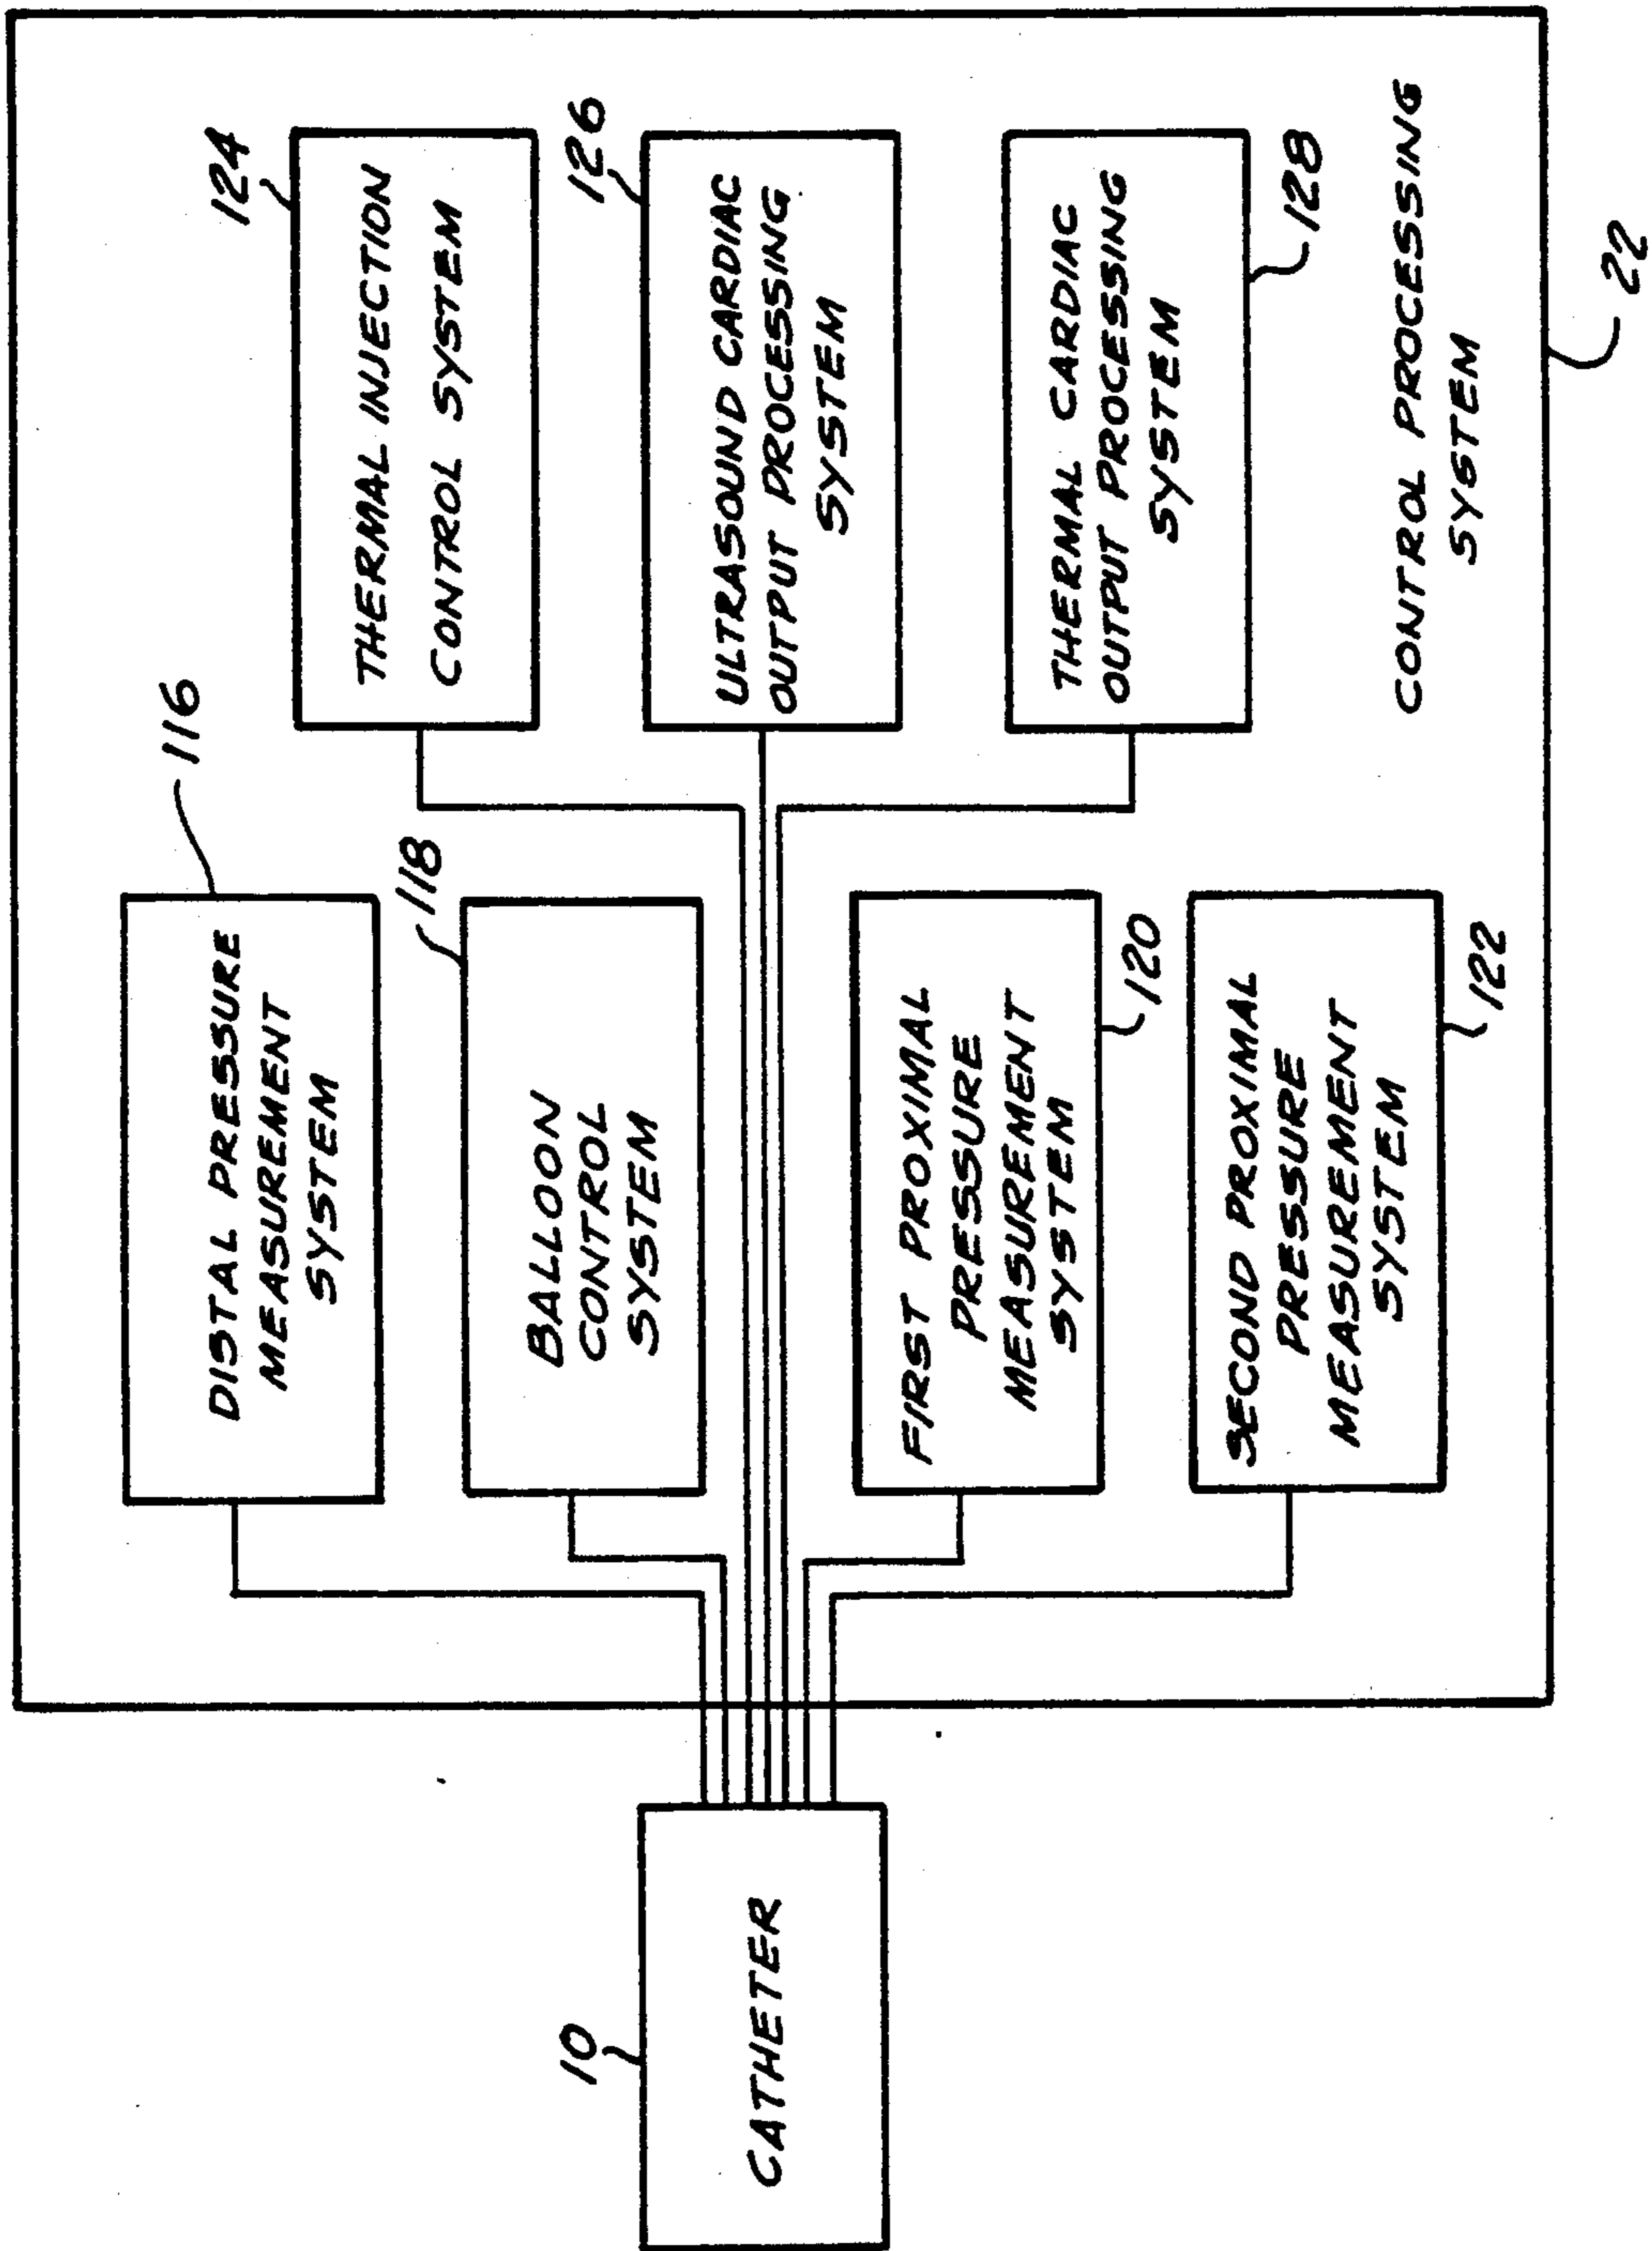 10
CATHETER
116
DISTAL PRESSURE
MEASUREMENT
SYSTEM
118
BALLOON
CONTROL
SYSTEM
FIRST PROXIMAL
PRESSURE
MEASUREMENT
SYSTEM
120
SECOND PROXIMAL
PRESSURE
MEASUREMENT
SYSTEM
122
124
THERMAL INJECTION
CONTROL SYSTEM
126
ULTRASOUND CARDIAC
OUTPUT PROCESSING
SYSTEM
THERMAL CARDIAC
OUTPUT PROCESSING
SYSTEM
128
CONTROL PROCESSING
SYSTEM
22